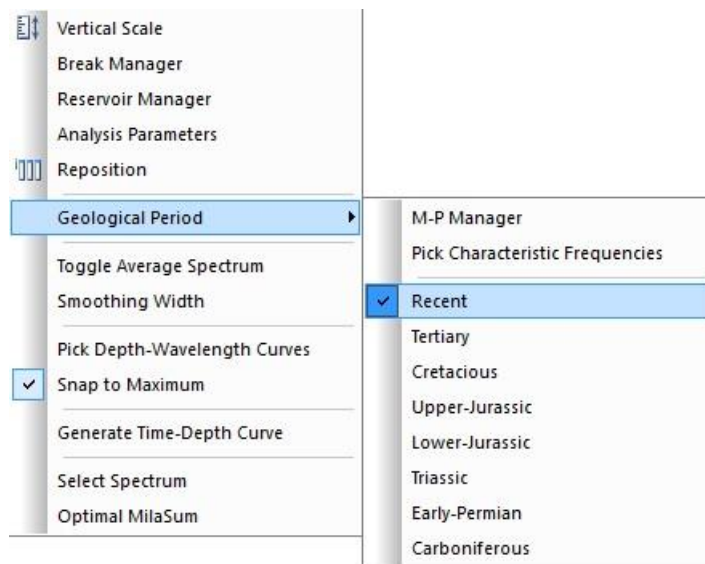 Vertical Scale
Break Manager
Reservoir Manager
Analysis Parameters
Reposition
Geological Period
Toggle Average Spectrum
Smoothing Width
Pick Depth-Wavelength Curves
Snap to Maximum
Generate Time-Depth Curve
Select Spectrum
Optimal MilaSum
M-P Manager
Pick Characteristic Frequencies
Recent
Tertiary
Cretacious
Upper-Jurassic
Lower-Jurassic
Triassic
Early-Permian
Carboniferous